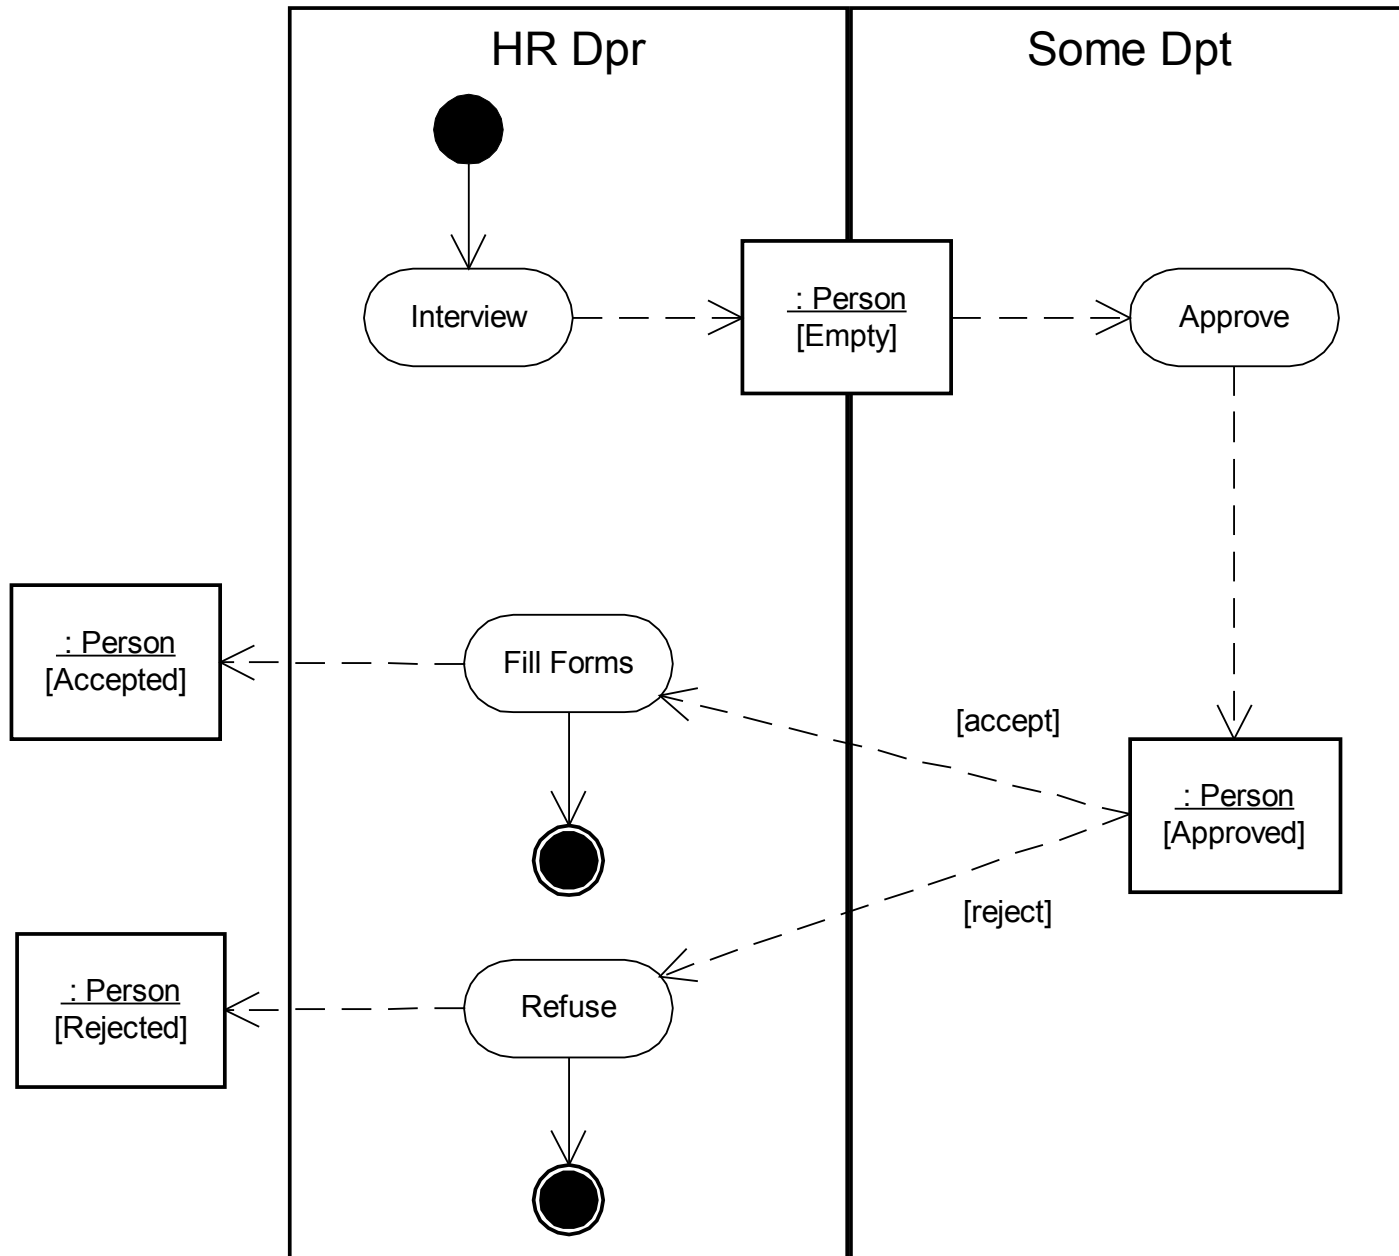 HR Dpr
Some Dpt
Interview
: Person
[Empty]
Approve
: Person
[Accepted]
Fill Forms
[accept]
: Person
[Approved]
[reject]
: Person
[Rejected]
Refuse